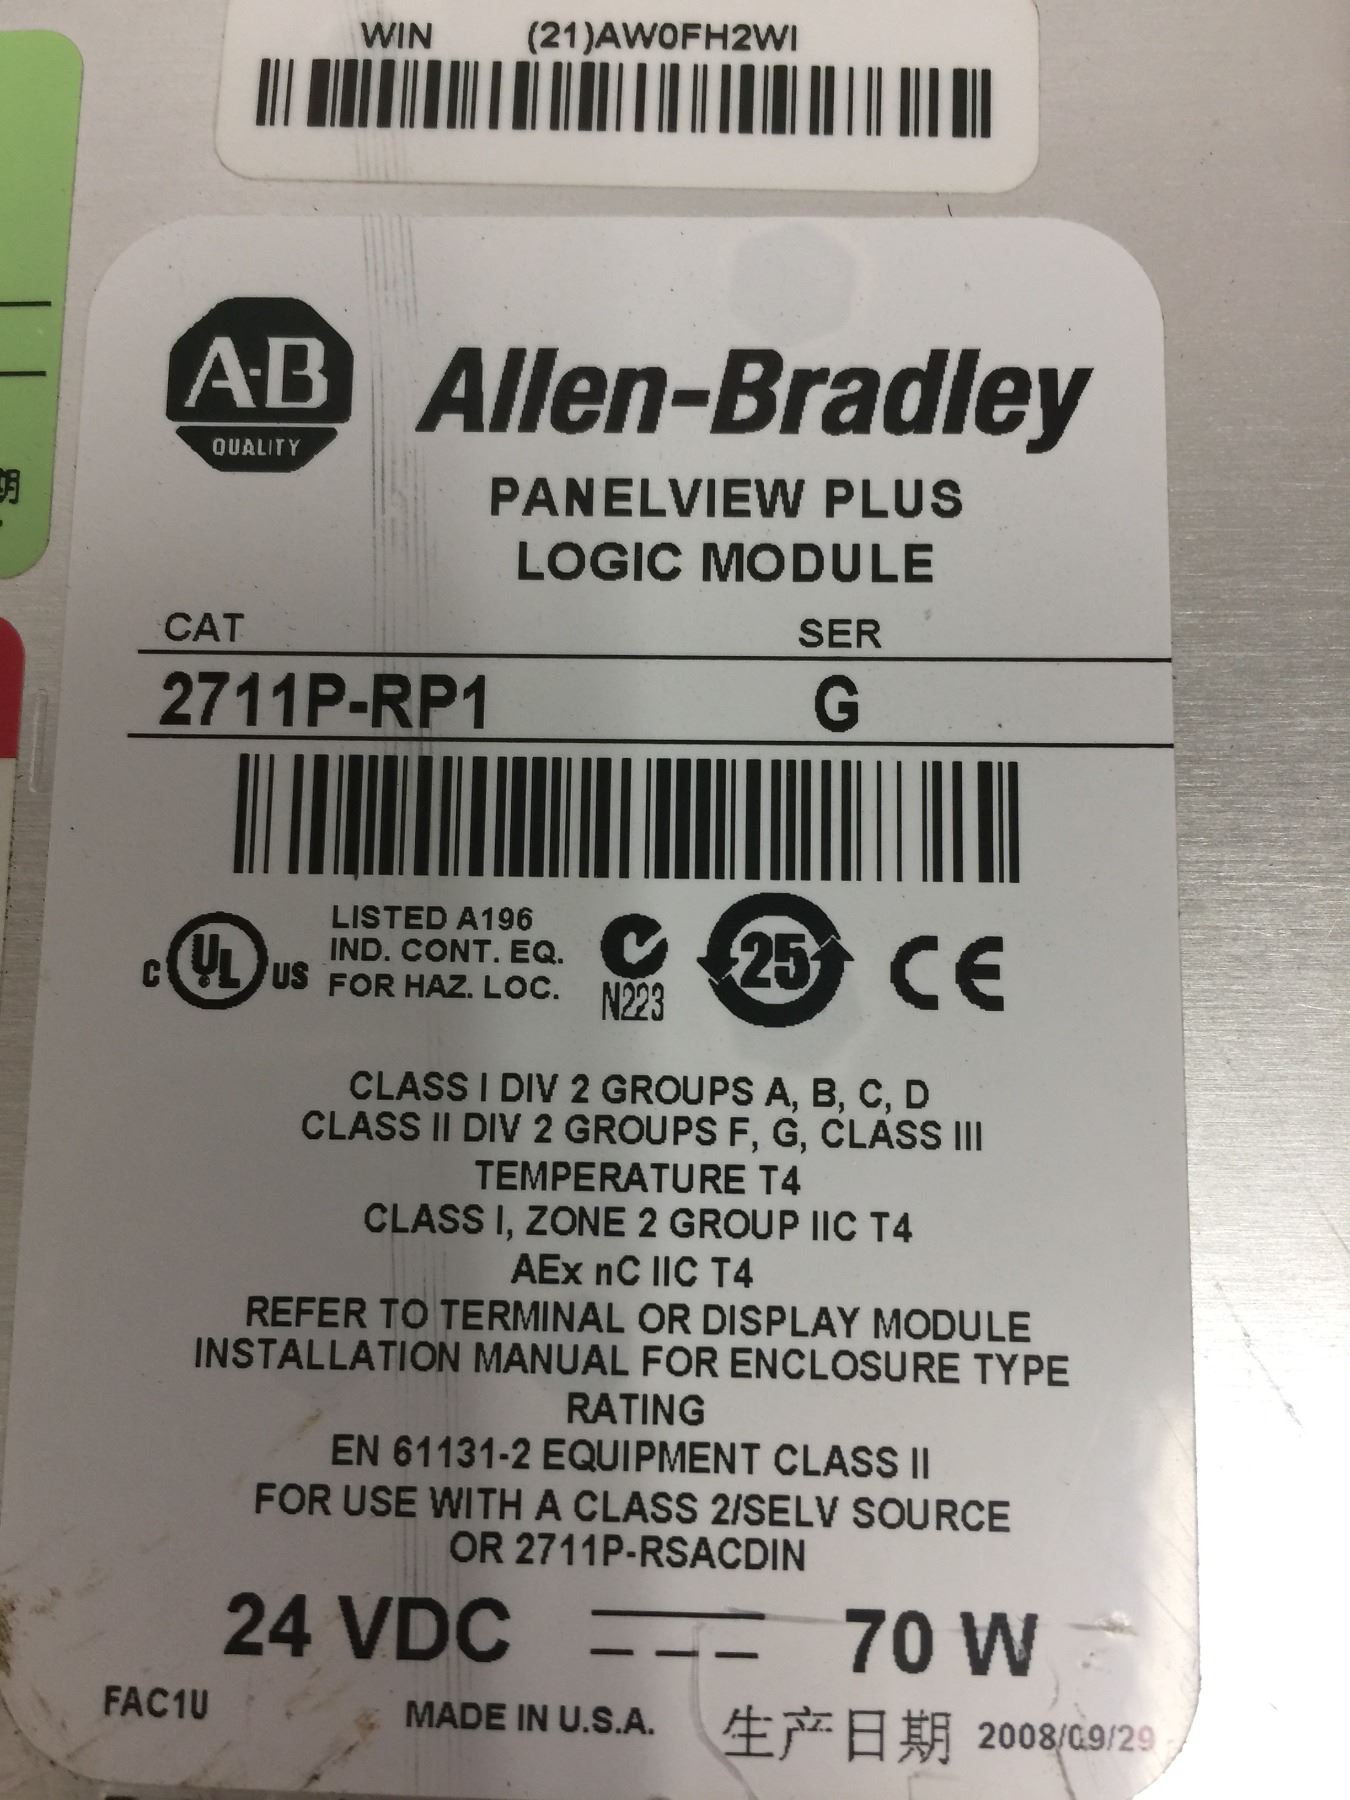 WIN (21)AW0FH2WI
A-B
QUALITY
Allen-Bradley
PANELVIEW PLUS
LOGIC MODULE
CAT SER
2711P-RP1 G
C UL US
LISTED A196
IND. CONT. EQ.
FOR HAZ. LOC.
N223
25
CE
CLASS I DIV 2 GROUPS A, B, C, D
CLASS II DIV 2 GROUPS F, G, CLASS III
TEMPERATURE T4
CLASS I, ZONE 2 GROUP IIC T4
AEx nC IIC T4
REFER TO TERMINAL OR DISPLAY MODULE
INSTALLATION MANUAL FOR ENCLOSURE TYPE
RATING
EN 61131-2 EQUIPMENT CLASS II
FOR USE WITH A CLASS 2/SELV SOURCE
OR 2711P-RSACDIN
24 VDC 70 W
FAC1U MADE IN U.S.A. 生产日期 2008/09/29
期